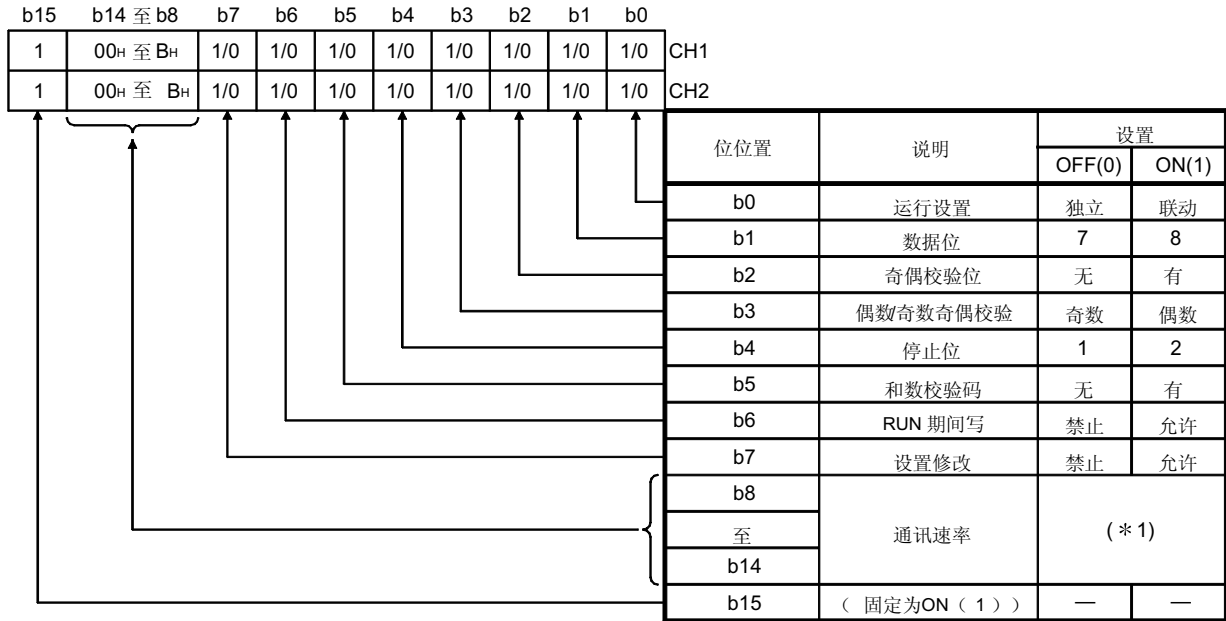 b15 b14 至 b8 b7 b6 b5 b4 b3 b2 b1 b0
1 00H 至 BH 1/0 1/0 1/0 1/0 1/0 1/0 1/0 1/0 CH1
1 00H 至 BH 1/0 1/0 1/0 1/0 1/0 1/0 1/0 1/0 CH2
位位置 说明 设置
OFF(0) ON(1)
b0 运行设置 独立 联动
b1 数据位 7 8
b2 奇偶校验位 无 有
b3 偶数/奇数奇偶校验 奇数 偶数
b4 停止位 1 2
b5 和数校验码 无 有
b6 RUN 期间写 禁止 允许
b7 设置修改 禁止 允许
b8
至 通讯速率 (＊1)
b14
b15 （ 固定为ON（ 1 ）） — —